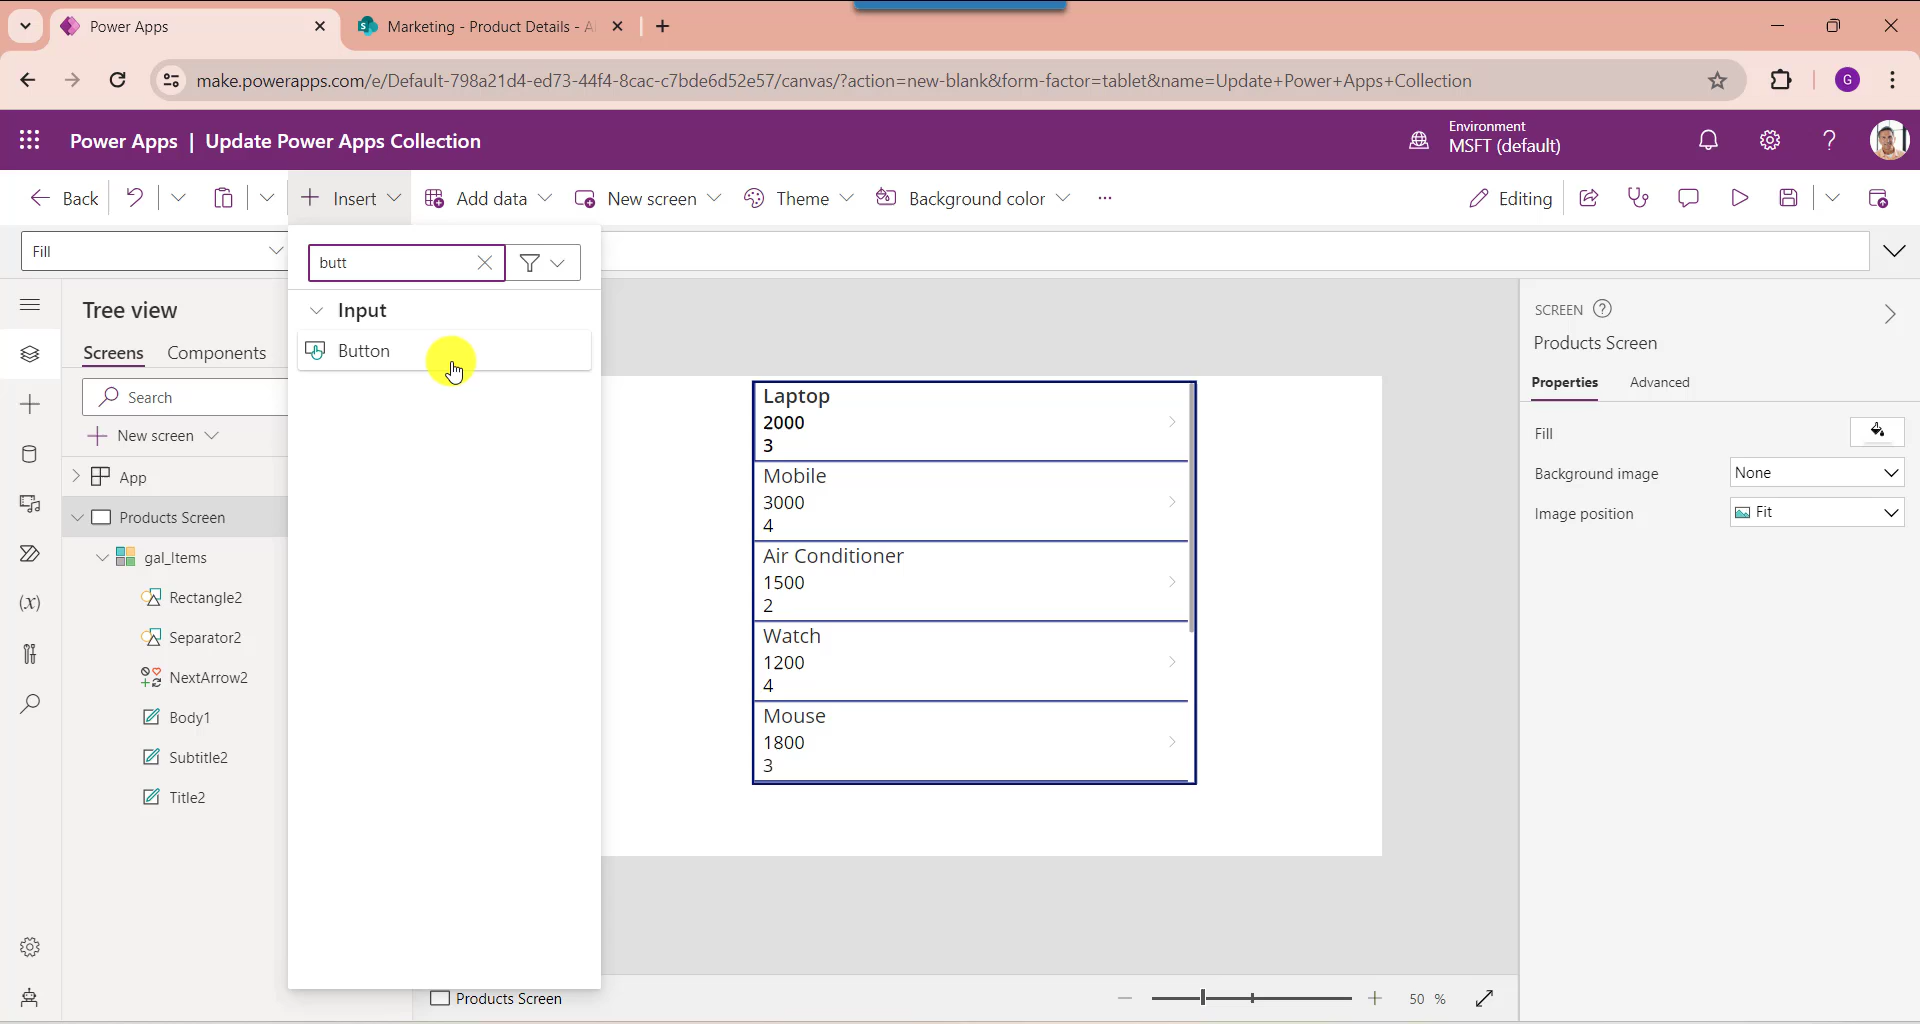 Power Apps
Marketing - Product Details - Al
make.powerapps.com/e/Default-798a21d4-ed73-44f4-8cac-c7bde6d52e57/canvas/?action=new-blank&form-factor=tablet&name=Update+Power+Apps+Collection
G
Power Apps | Update Power Apps Collection
Environment
MSFT (default)
Back
Insert
Add data
New screen
Theme
Background color
Editing
Fill
butt
Input
Button
Tree view
Screens Components
Search
New screen
App
Products Screen
gal_Items
Rectangle2
Separator2
NextArrow2
Body1
Subtitle2
Title2
Laptop
2000
3
Mobile
3000
4
Air Conditioner
1500
2
Watch
1200
4
Mouse
1800
3
SCREEN
Products Screen
Properties Advanced
Fill
Background image None
Image position Fit
Products Screen
50 %